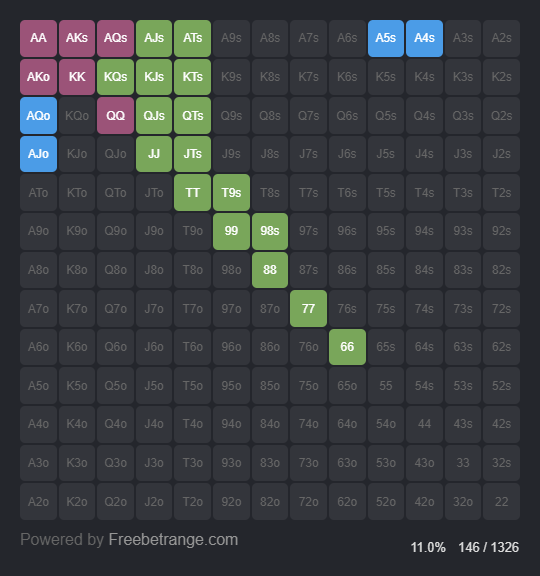 AA AKs AQs AJs ATs A9s A8s A7s A6s A5s A4s A3s A2s
AKo KK KQs KJs KTs K9s K8s K7s K6s K5s K4s K3s K2s
AQo KQo QQ QJs QTs Q9s Q8s Q7s Q6s Q5s Q4s Q3s Q2s
AJo KJo QJo JJ JTs J9s J8s J7s J6s J5s J4s J3s J2s
ATo KTo QTo JTo TT T9s T8s T7s T6s T5s T4s T3s T2s
A9o K9o Q9o J9o T9o 99 98s 97s 96s 95s 94s 93s 92s
A8o K8o Q8o J8o T8o 98o 88 87s 86s 85s 84s 83s 82s
A7o K7o Q7o J7o T7o 97o 87o 77 76s 75s 74s 73s 72s
A6o K6o Q6o J6o T6o 96o 86o 76o 66 65s 64s 63s 62s
A5o K5o Q5o J5o T5o 95o 85o 75o 65o 55 54s 53s 52s
A4o K4o Q4o J4o T4o 94o 84o 74o 64o 54o 44 43s 42s
A3o K3o Q3o J3o T3o 93o 83o 73o 63o 53o 43o 33 32s
A2o K2o Q2o J2o T2o 92o 82o 72o 62o 52o 42o 32o 22
Powered by Freebetrange.com
11.0% 146 / 1326